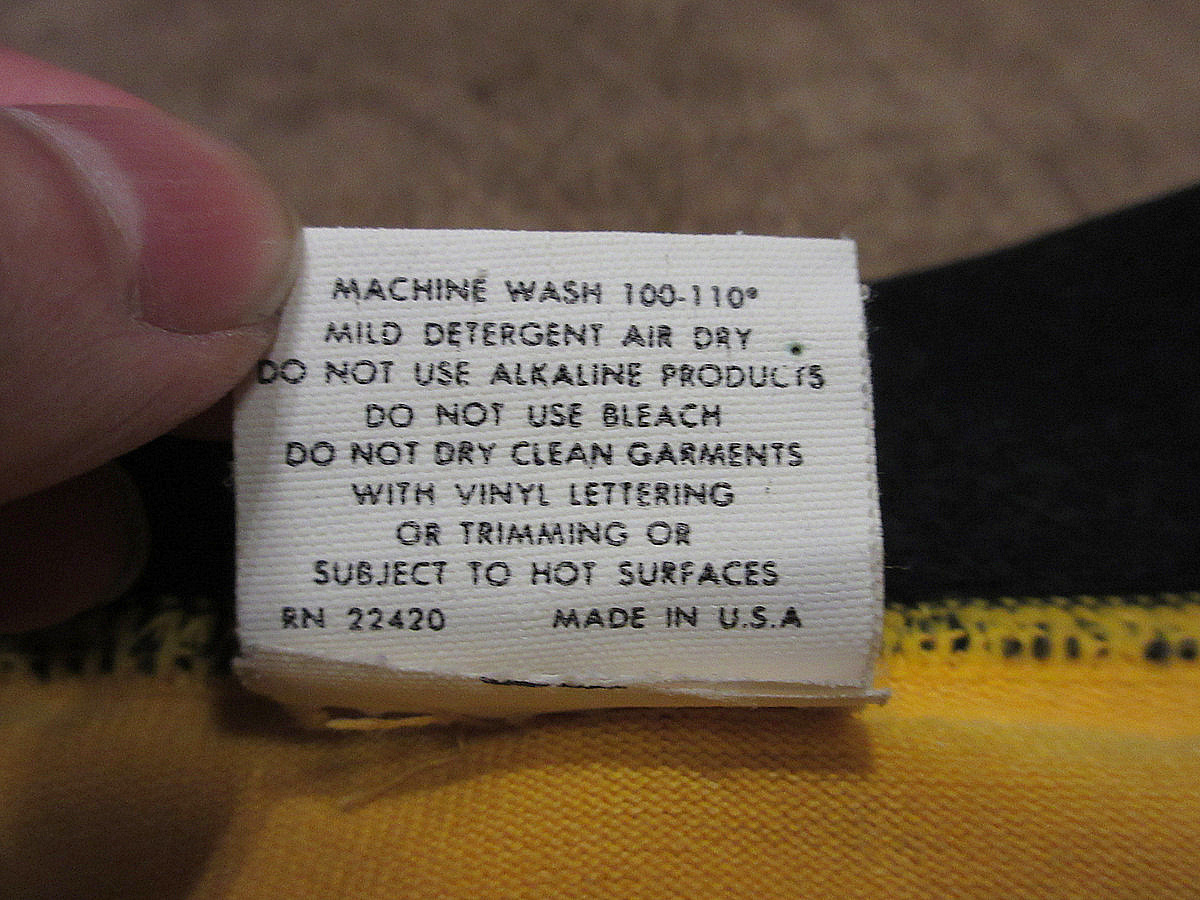 MACHINE WASH 100-110°
MILD DETERGENT AIR DRY
DO NOT USE ALKALINE PRODUCTS
DO NOT USE BLEACH
DO NOT DRY CLEAN GARMENTS
WITH VINYL LETTERING
OR TRIMMING OR
SUBJECT TO HOT SURFACES
RN 22420 MADE IN U.S.A